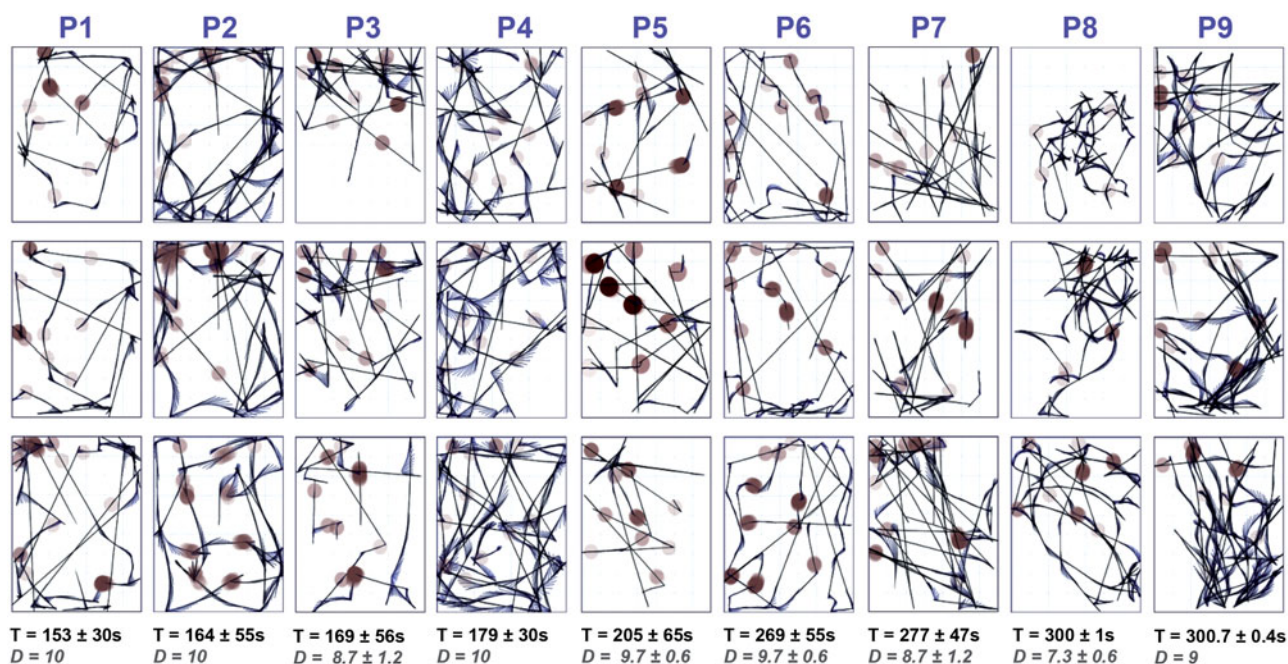 P1 P2 P3 P4 P5 P6 P7 P8 P9
T = 153 ± 30s T = 164 ± 55s T = 169 ± 56s T = 179 ± 30s T = 205 ± 65s T = 269 ± 55s T = 277 ± 47s T = 300 ± 1s T = 300.7 ± 0.4s
D = 10 D = 10 D = 8.7 ± 1.2 D = 10 D = 9.7 ± 0.6 D = 9.7 ± 0.6 D = 8.7 ± 1.2 D = 7.3 ± 0.6 D = 9